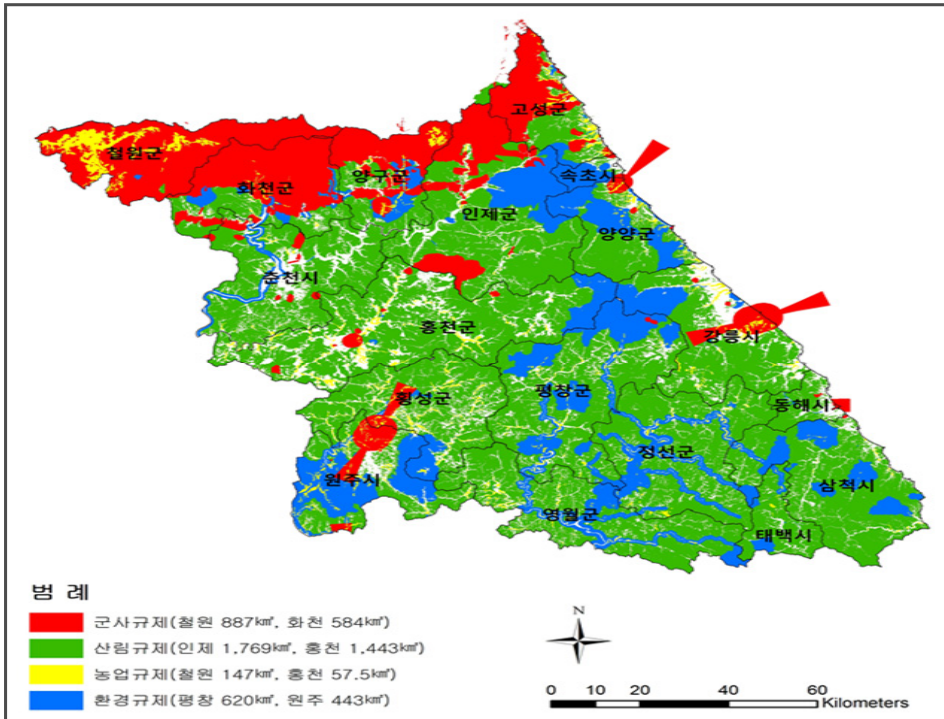 고성군
철원군
화천군
양구군
속초시
인제군
양양군
춘천시
홍천군
강릉시
횡성군
평창군
동해시
정선군
원주시
삼척시
영월군
태백시
범 례
군사규제(철원 887㎢, 화천 584㎢)
산림규제(인제 1,769㎢, 홍천 1,443㎢)
농업규제(철원 147㎢, 홍천 57.5㎢)
환경규제(평창 620㎢, 원주 443㎢)
N
0 10 20 40 60
Kilometers